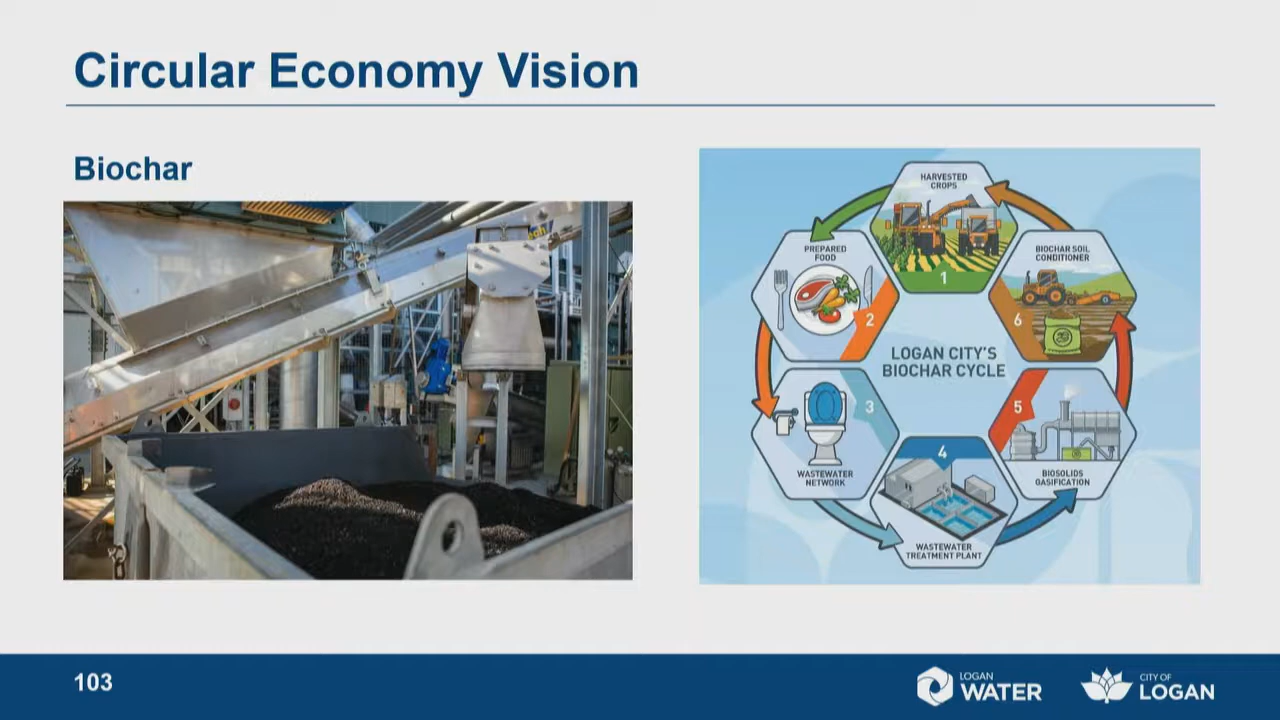 Circular Economy Vision
Biochar
HARVESTED
CROPS
1
PREPARED
FOOD
2
BIOCHAR SOIL
CONDITIONER
6
LOGAN CITY'S
BIOCHAR CYCLE
3
WASTEWATER
NETWORK
5
BIOSOLIDS
GASIFICATION
4
WASTEWATER
TREATMENT PLANT
103
LOGAN
WATER
CITY OF
LOGAN